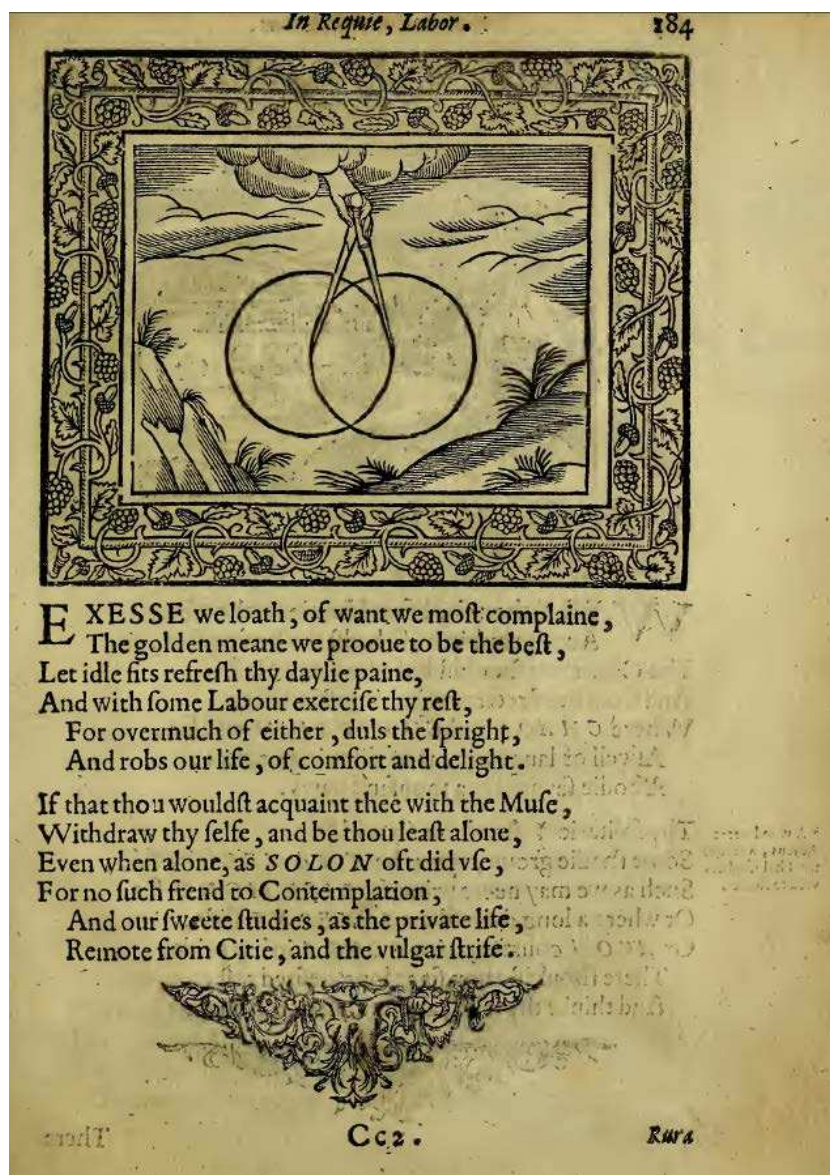 In Requie, Labor.
184
EXESSE we loath, of want we moſt complaine,
The golden meane we prooue to be the beſt,
Let idle fits refreſh thy daylie paine,
And with ſome Labour exerciſe thy reſt,
For overmuch of either, duls the ſpright,
And robs our life, of comfort and delight.
If that thou wouldſt acquaint thee with the Muſe,
Withdraw thy ſelfe, and be thou leaſt alone,
Even when alone, as SOLON oft did vſe,
For no ſuch frend to Contemplation,
And our ſweete ſtudies, as the private life,
Remote from Citie, and the vulgar ſtrife.
Cc2.
Rura